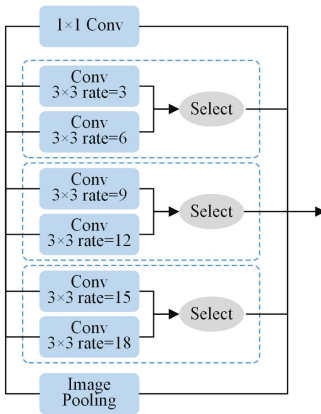 1×1 Conv
Conv
3×3 rate=3
Conv
3×3 rate=6
Select
Conv
3×3 rate=9
Conv
3×3 rate=12
Select
Conv
3×3 rate=15
Conv
3×3 rate=18
Select
Image
Pooling